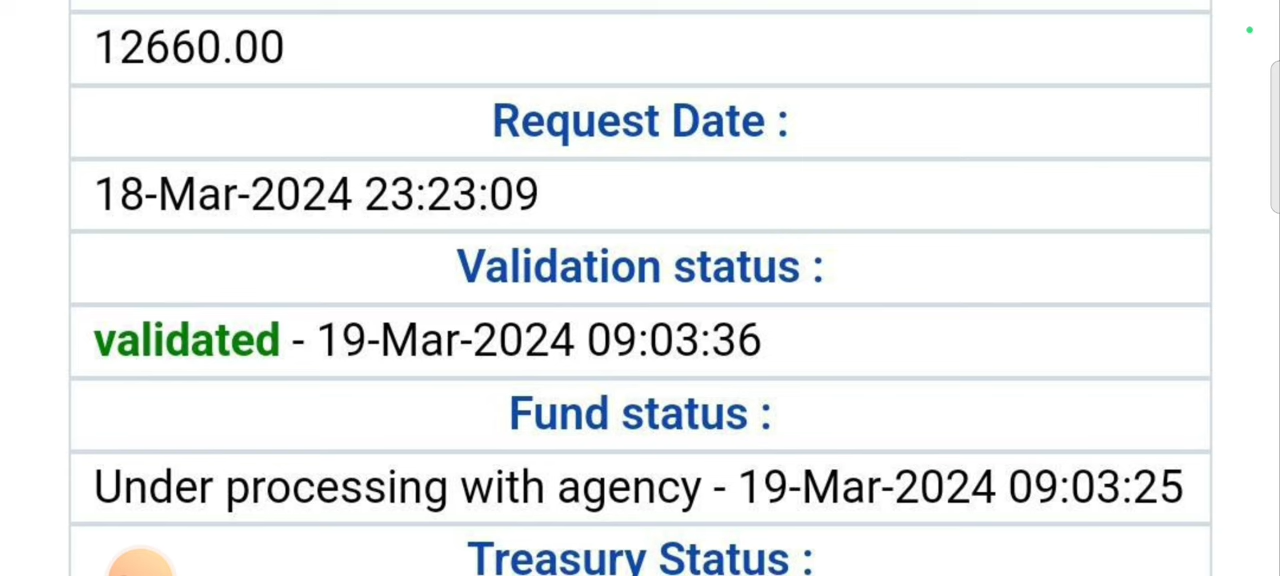 12660.00
Request Date :
18-Mar-2024 23:23:09
Validation status :
validated - 19-Mar-2024 09:03:36
Fund status :
Under processing with agency - 19-Mar-2024 09:03:25
Treasury Status :